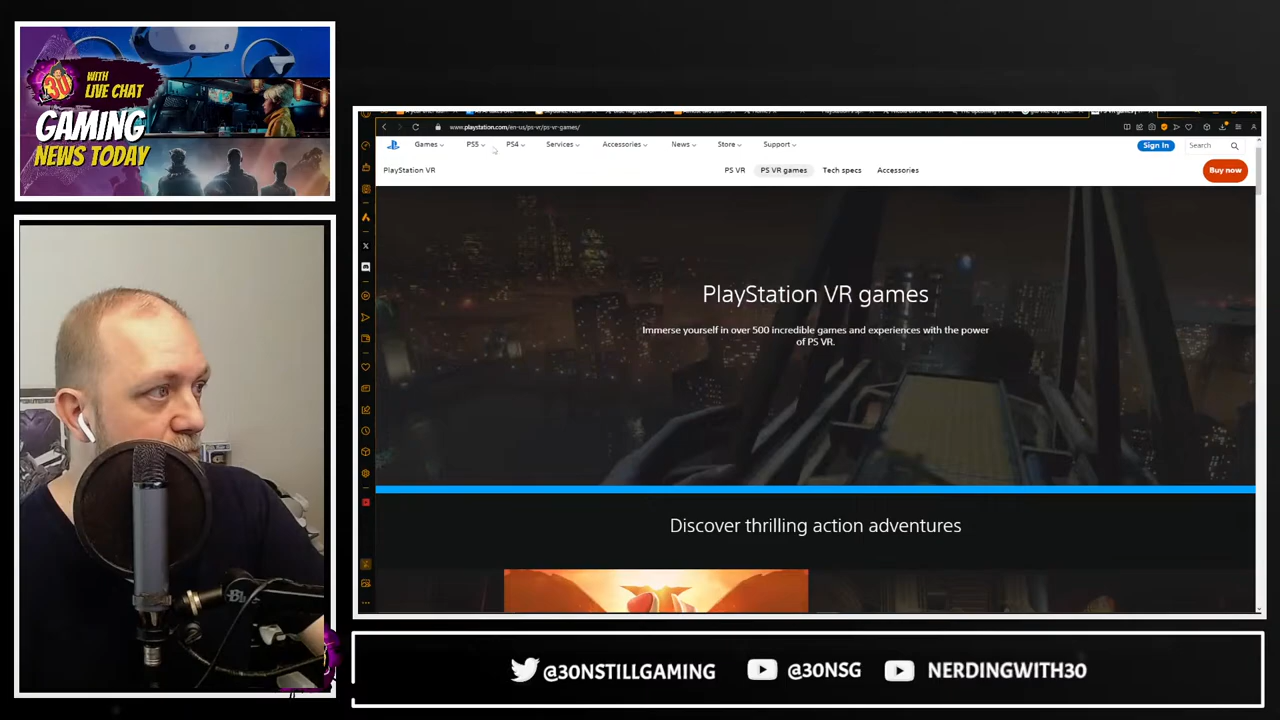 30
WITH
LIVE CHAT
GAMING
NEWS TODAY
www.playstation.com/en-us/ps-vr/ps-vr-games/
Games PS5 PS4 Services Accessories News Store Support Sign In Search
PlayStation VR PS VR PS VR games Tech specs Accessories Buy now
PlayStation VR games
Immerse yourself in over 500 incredible games and experiences with the power
of PS VR.
Discover thrilling action adventures
@30NSTILLGAMING @30NSG NERDINGWITH30